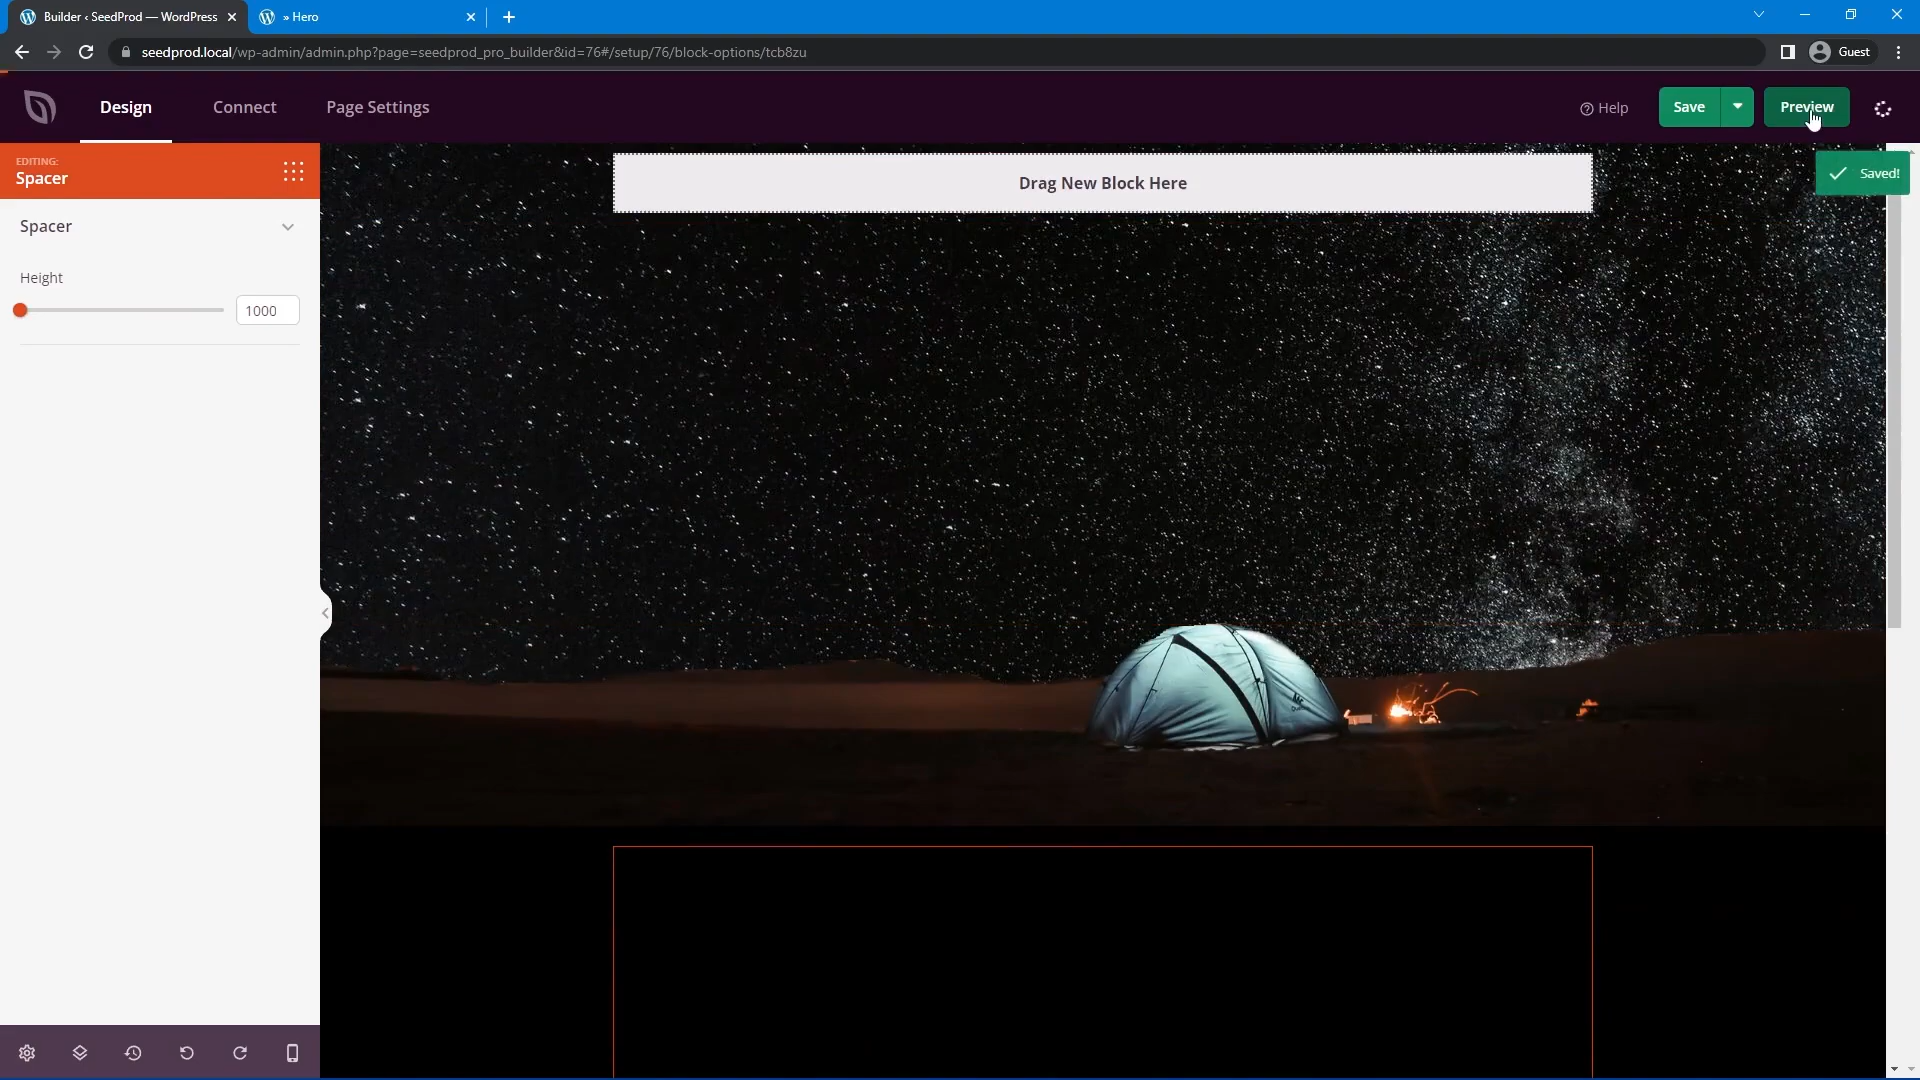 Builder ‹ SeedProd — WordPress
» Hero
seedprod.local/wp-admin/admin.php?page=seedprod_pro_builder&id=76#/setup/76/block-options/tcb8zu
Guest
Design
Connect
Page Settings
Help
Save
Preview
EDITING:
Spacer
Drag New Block Here
Saved!
Spacer
Height
1000